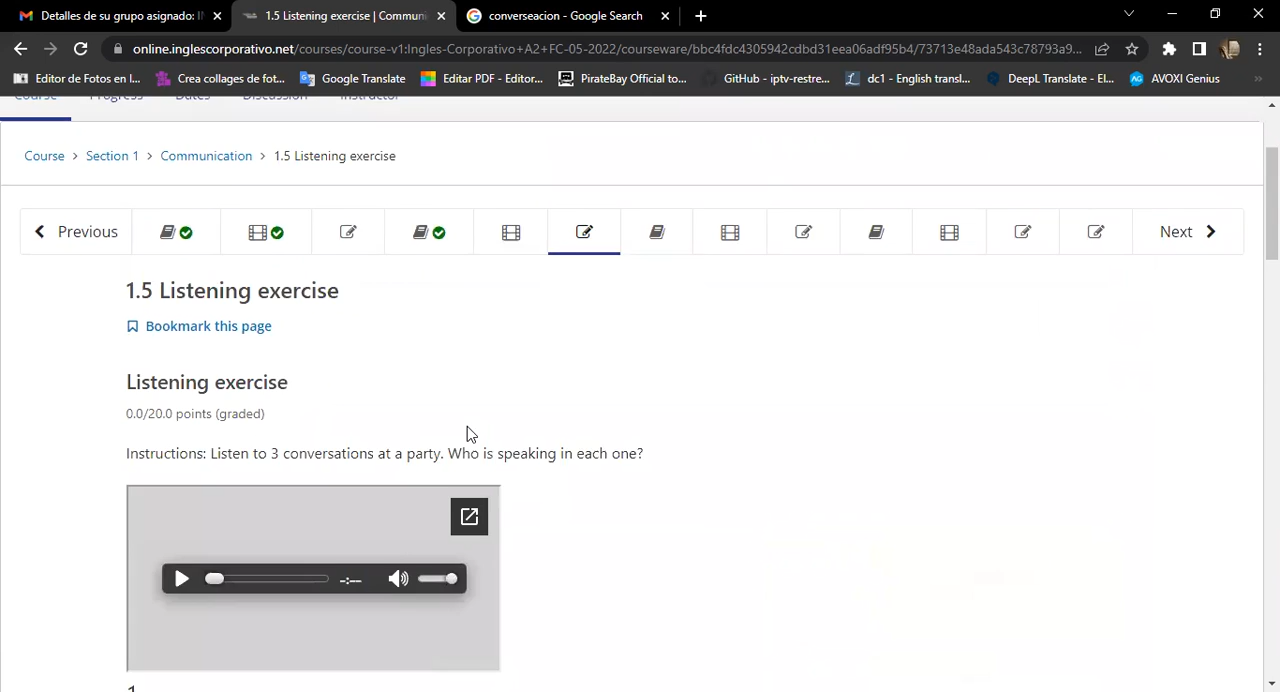 Detalles de su grupo asignado: I
1.5 Listening exercise | Communi
converseacion - Google Search
online.inglescorporativo.net/courses/course-v1:Ingles-Corporativo+A2+FC-05-2022/courseware/bbc4fdc4305942cdbd31eea06adf95b4/73713e48ada543c78793a9...
Editor de Fotos en l...
Crea collages de fot...
Google Translate
Editar PDF - Editor...
PirateBay Official to...
GitHub - iptv-restre...
dc1 - English transl...
DeepL Translate - El...
AVOXI Genius
»
Course Progress Dates Discussion Instructor
Course > Section 1 > Communication > 1.5 Listening exercise
Previous
Next
1.5 Listening exercise
Bookmark this page
Listening exercise
0.0/20.0 points (graded)
Instructions: Listen to 3 conversations at a party. Who is speaking in each one?
-:--
1